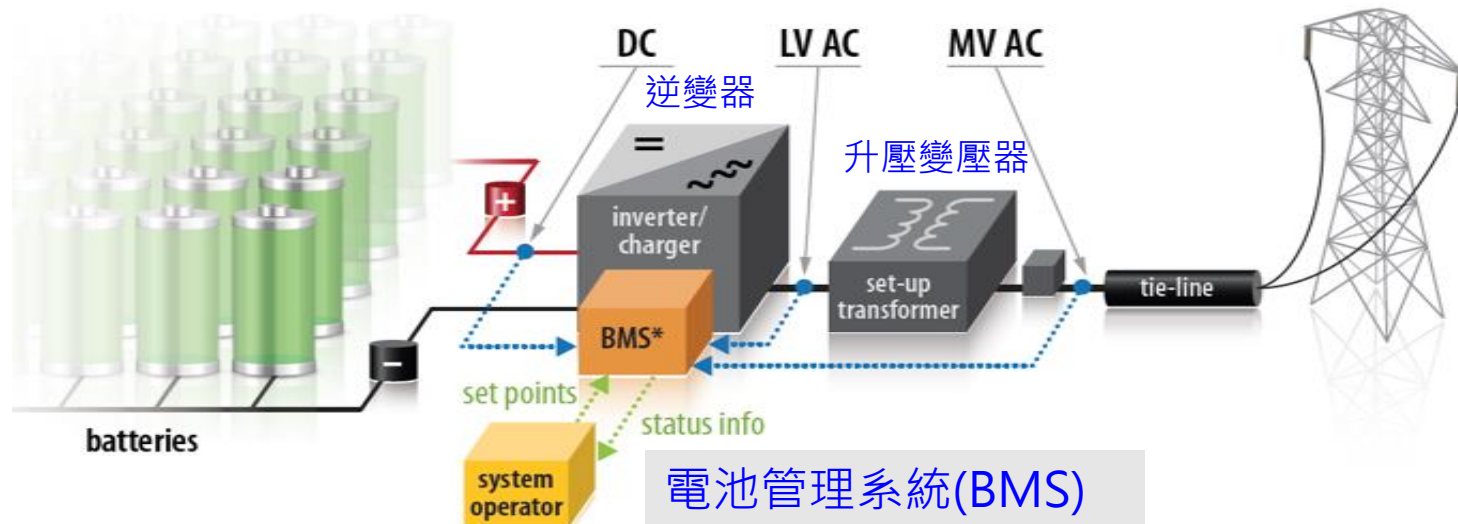 DC
LV AC
MV AC
逆變器
升壓變壓器
=
+
inverter/
charger
set-up
transformer
tie-line
BMS*
-
set points
status info
batteries
system
operator
電池管理系統(BMS)